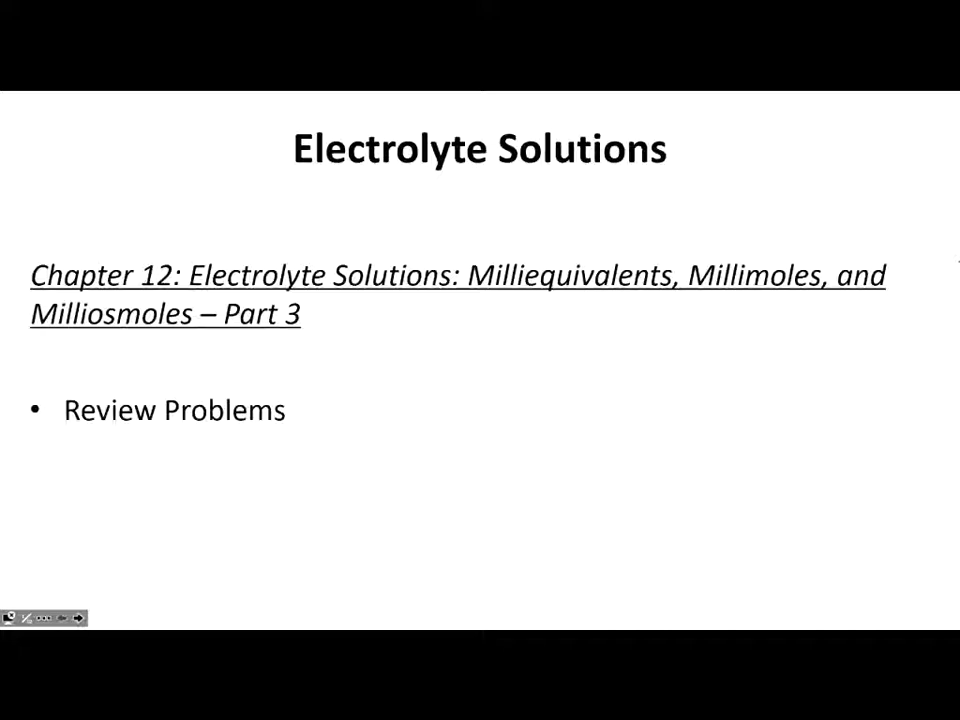 Electrolyte Solutions
Chapter 12: Electrolyte Solutions: Milliequivalents, Millimoles, and
Milliosmoles – Part 3
• Review Problems